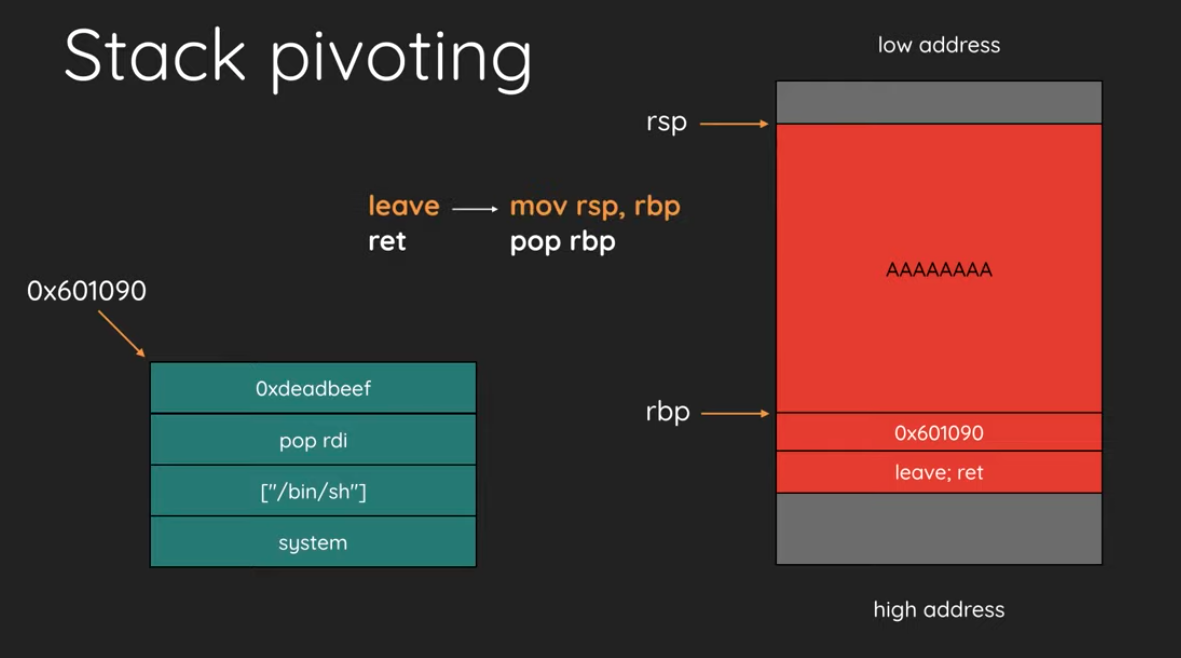 Stack pivoting
low address
rsp
leave mov rsp, rbp
ret pop rbp
AAAAAAAA
0x601090
0xdeadbeef
pop rdi
["/bin/sh"]
system
rbp
0x601090
leave; ret
high address